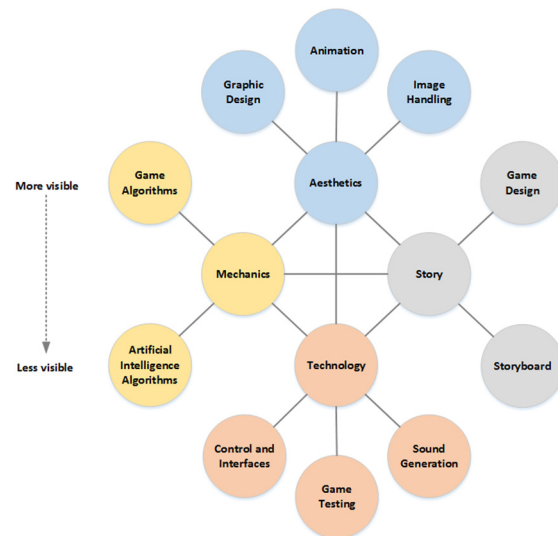 Animation
Graphic
Design
Image
Handling
Game
Algorithms
More visible
Aesthetics
Game
Design
Mechanics
Story
Artificial
Intelligence
Algorithms
Less visible
Technology
Storyboard
Control and
Interfaces
Sound
Generation
Game
Testing